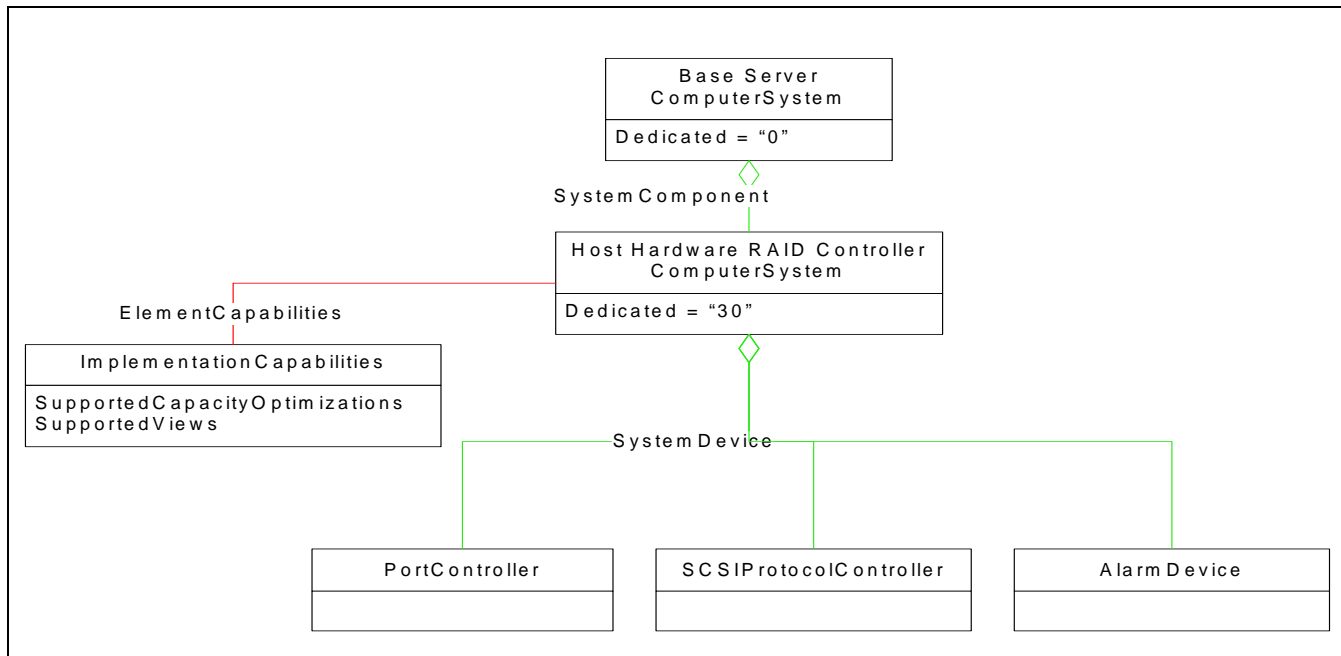 Base Server
ComputerSystem
Dedicated = “0”
SystemComponent
Host Hardware RAID Controller
ComputerSystem
Dedicated = “30”
ElementCapabilities
ImplementationCapabilities
SupportedCapacityOptimizations
SupportedViews
SystemDevice
PortController
SCSIProtocolController
AlarmDevice